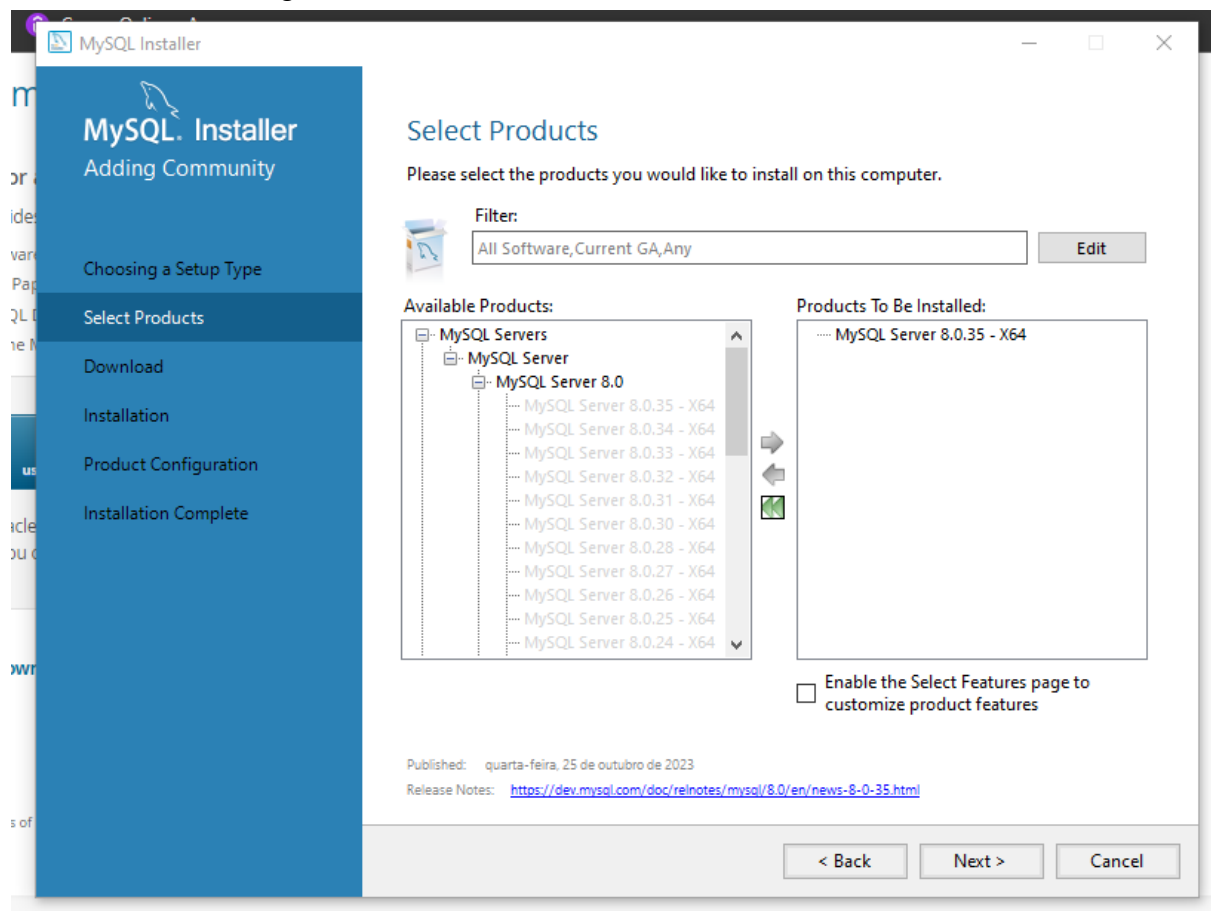 MySQL Installer
MySQL. Installer
Adding Community
Choosing a Setup Type
Select Products
Download
Installation
Product Configuration
Installation Complete
Select Products
Please select the products you would like to install on this computer.
Filter:
All Software,Current GA,Any
Edit
Available Products:
MySQL Servers
MySQL Server
MySQL Server 8.0
MySQL Server 8.0.35 - X64
MySQL Server 8.0.34 - X64
MySQL Server 8.0.33 - X64
MySQL Server 8.0.32 - X64
MySQL Server 8.0.31 - X64
MySQL Server 8.0.30 - X64
MySQL Server 8.0.28 - X64
MySQL Server 8.0.27 - X64
MySQL Server 8.0.26 - X64
MySQL Server 8.0.25 - X64
MySQL Server 8.0.24 - X64
Products To Be Installed:
MySQL Server 8.0.35 - X64
Enable the Select Features page to
customize product features
Published: quarta-feira, 25 de outubro de 2023
Release Notes: https://dev.mysql.com/doc/relnotes/mysql/8.0/en/news-8-0-35.html
< Back
Next >
Cancel